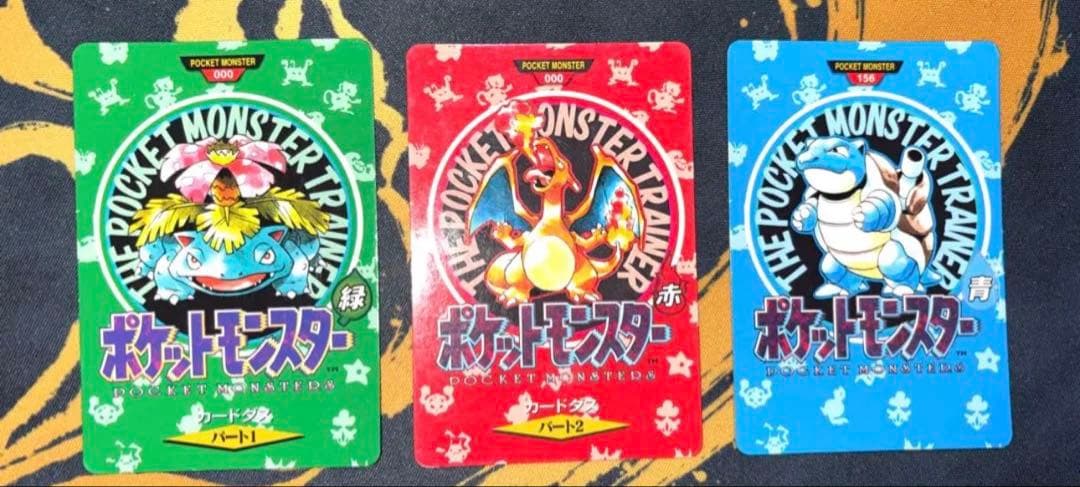 POCKET MONSTER
000
THE POCKET MONSTER TRAINER
緑
ポケットモンスター
TM
POCKET MONSTERS
カードダス
パート1
POCKET MONSTER
000
THE POCKET MONSTER TRAINER
赤
ポケットモンスター
TM
POCKET MONSTERS
カードダス
パート2
POCKET MONSTER
156
THE POCKET MONSTER TRAINER
青
ポケットモンスター
TM
POCKET MONSTERS